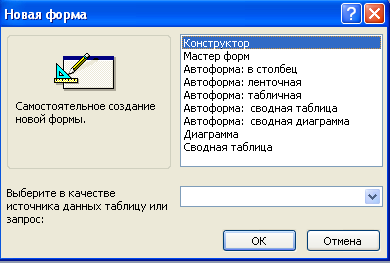 Новая форма
Конструктор
Мастер форм
Автоформа: в столбец
Автоформа: ленточная
Автоформа: табличная
Автоформа: сводная таблица
Автоформа: сводная диаграмма
Диаграмма
Сводная таблица
Самостоятельное создание
новой формы.
Выберите в качестве
источника данных таблицу или
запрос:
ОК
Отмена